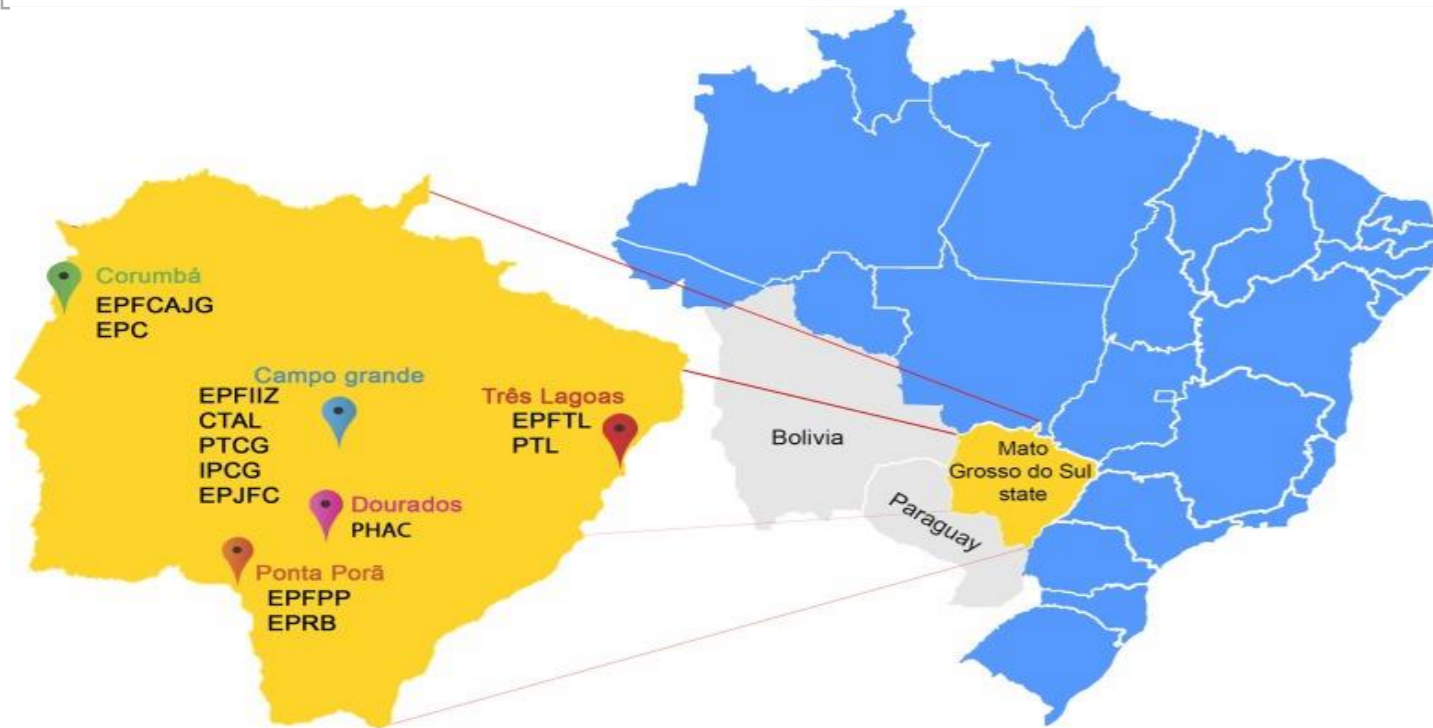 Corumbá
EPFCAJG
EPC
Campo grande
EPFIIZ
CTAL
PTCG
IPCG
EPJFC
Três Lagoas
EPFTL
PTL
Dourados
PHAC
Ponta Porã
EPFPP
EPRB
Bolivia
Paraguay
Mato
Grosso do Sul
state